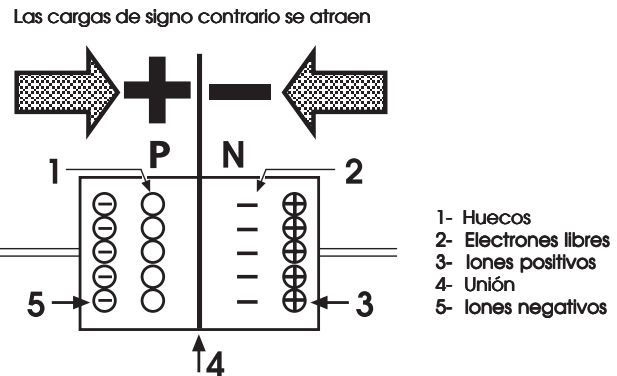 Las cargas de signo contrario se atraen
+ −
P N
1
2
5
3
4
1- Huecos
2- Electrones libres
3- Iones positivos
4- Unión
5- Iones negativos